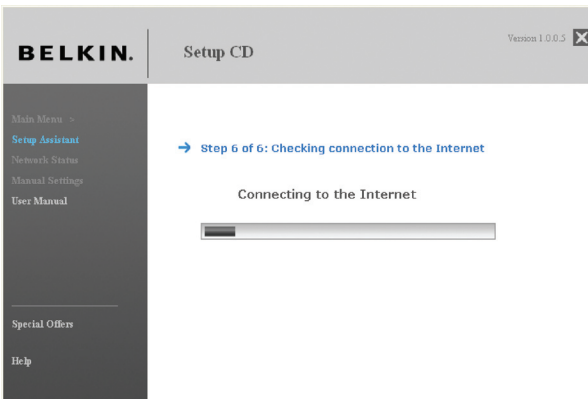 BELKIN.
Setup CD
Version 1.0.0.5
Main Menu >
Setup Assistant
Network Status
Manual Settings
User Manual
Special Offers
Help
Step 6 of 6: Checking connection to the Internet
Connecting to the Internet